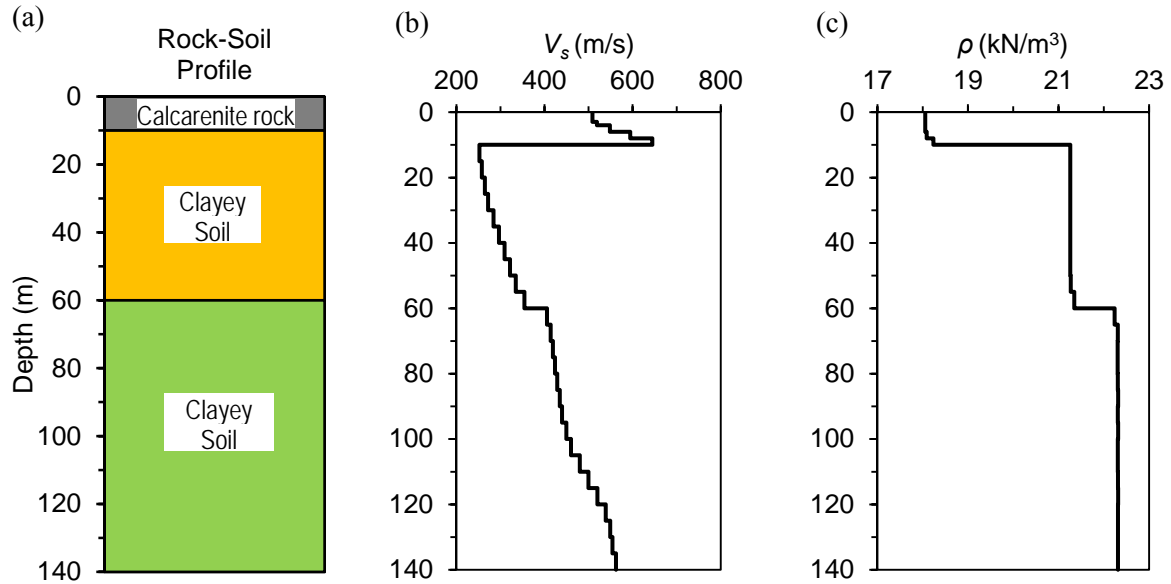 (a)
Rock-Soil
Profile
0
20
40
60
80
100
120
140
Depth (m)
Calcarenite rock
Clayey
Soil
Clayey
Soil
(b)
Vs (m/s)
200 400 600 800
0
20
40
60
80
100
120
140
(c)
ρ (kN/m³)
17 19 21 23
0
20
40
60
80
100
120
140